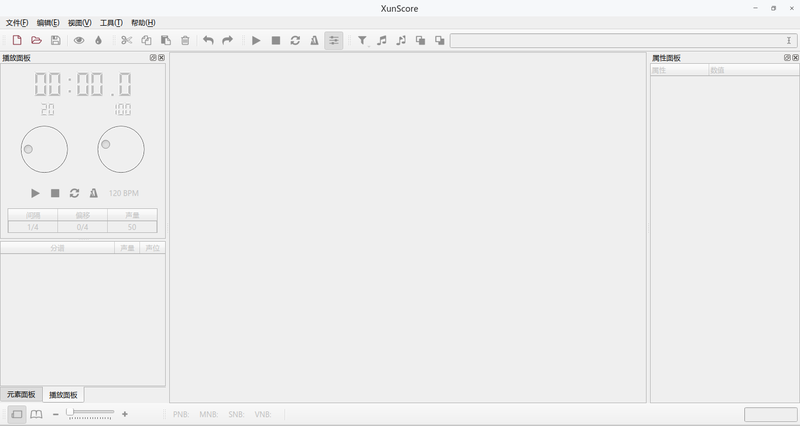 XunScore
文件(F) 编辑(E) 视图(V) 工具(T) 帮助(H)
播放面板
00:00.0
20 100
120 BPM
间隔 偏移 声量
1/4 0/4 50
分谱 声量 声位
元素面板 播放面板
属性面板
属性 数值
PNB: MNB: SNB: VNB: